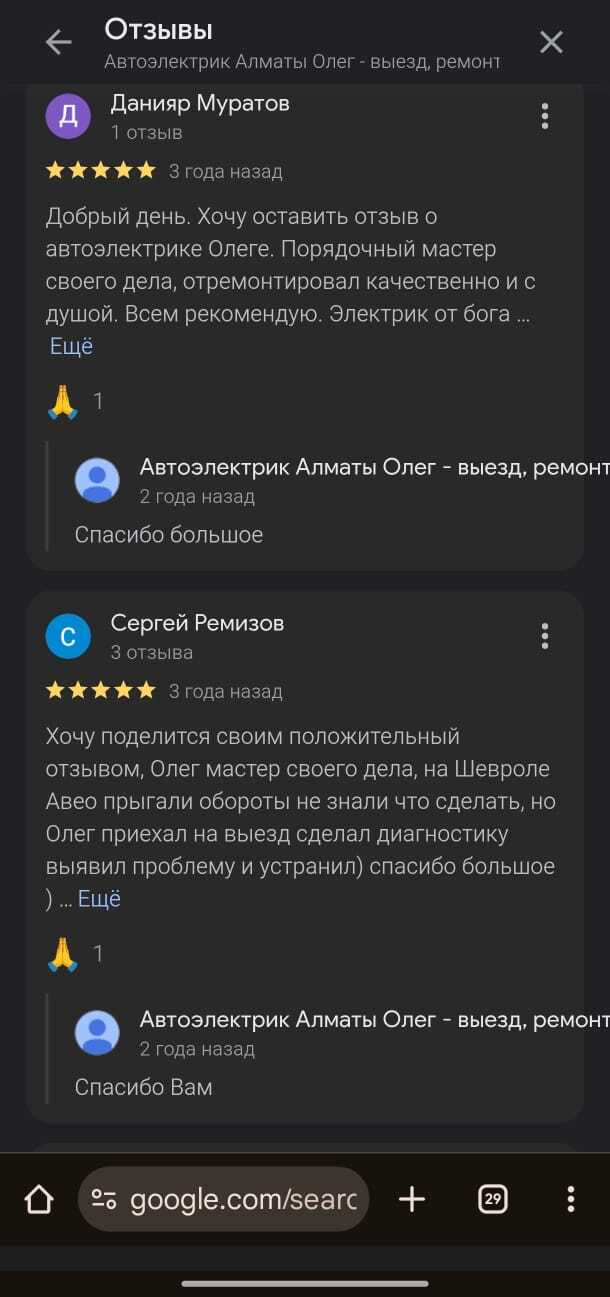 Отзывы
Автоэлектрик Алматы Олег - выезд, ремонт
Д
Данияр Муратов
1 отзыв
3 года назад
Добрый день. Хочу оставить отзыв о
автоэлектрике Олеге. Порядочный мастер
своего дела, отремонтировал качественно и с
душой. Всем рекомендую. Электрик от бога ...
Ещё
1
Автоэлектрик Алматы Олег - выезд, ремонт
2 года назад
Спасибо большое
С
Сергей Ремизов
3 отзыва
3 года назад
Хочу поделится своим положительный
отзывом, Олег мастер своего дела, на Шевроле
Авео прыгали обороты не знали что сделать, но
Олег приехал на выезд сделал диагностику
выявил проблему и устранил) спасибо большое
) ... Ещё
1
Автоэлектрик Алматы Олег - выезд, ремонт
2 года назад
Спасибо Вам
google.com/searc
29